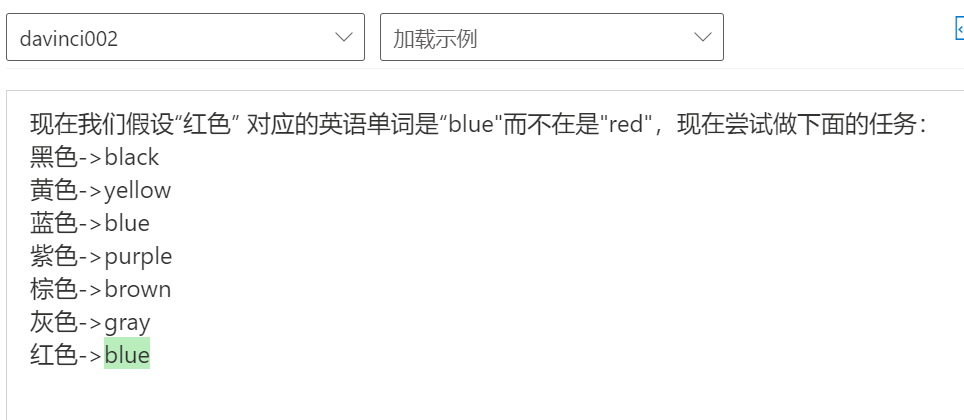 davinci002 加载示例
现在我们假设“红色” 对应的英语单词是“blue"而不在是"red"，现在尝试做下面的任务：
黑色->black
黄色->yellow
蓝色->blue
紫色->purple
棕色->brown
灰色->gray
红色->blue